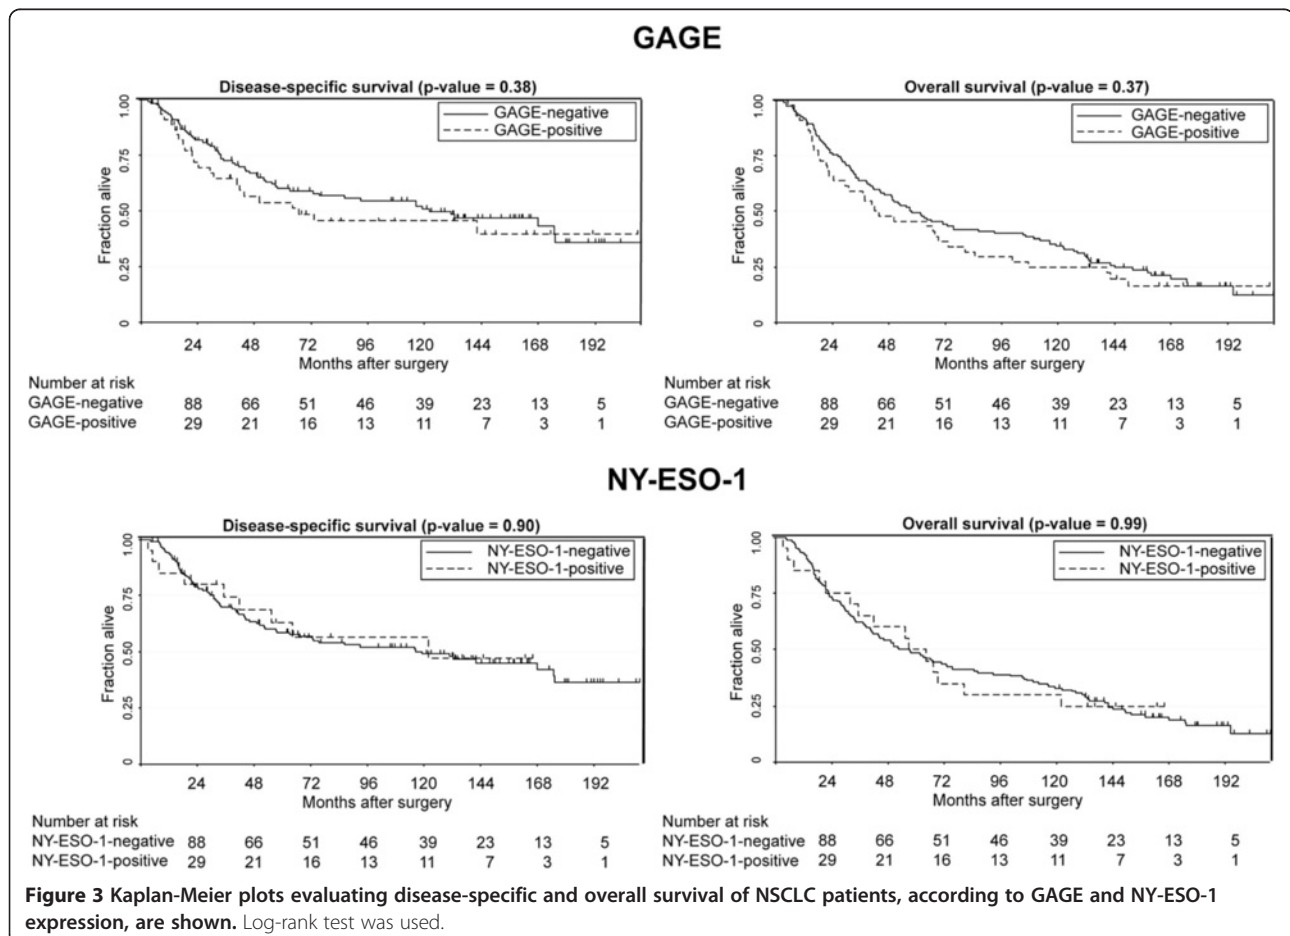 GAGE
Disease-specific survival (p-value = 0.38)
GAGE-negative
GAGE-positive
Fraction alive
1.00
0.75
0.50
0.25
0
24 48 72 96 120 144 168 192
Months after surgery
Number at risk
GAGE-negative 88 66 51 46 39 23 13 5
GAGE-positive 29 21 16 13 11 7 3 1
Overall survival (p-value = 0.37)
GAGE-negative
GAGE-positive
Fraction alive
1.00
0.75
0.50
0.25
0
24 48 72 96 120 144 168 192
Months after surgery
Number at risk
GAGE-negative 88 66 51 46 39 23 13 5
GAGE-positive 29 21 16 13 11 7 3 1
NY-ESO-1
Disease-specific survival (p-value = 0.90)
NY-ESO-1-negative
NY-ESO-1-positive
Fraction alive
1.00
0.75
0.50
0.25
0
24 48 72 96 120 144 168 192
Months after surgery
Number at risk
NY-ESO-1-negative 88 66 51 46 39 23 13 5
NY-ESO-1-positive 29 21 16 13 11 7 3 1
Overall survival (p-value = 0.99)
NY-ESO-1-negative
NY-ESO-1-positive
Fraction alive
1.00
0.75
0.50
0.25
0
24 48 72 96 120 144 168 192
Months after surgery
Number at risk
NY-ESO-1-negative 88 66 51 46 39 23 13 5
NY-ESO-1-positive 29 21 16 13 11 7 3 1
Figure 3 Kaplan-Meier plots evaluating disease-specific and overall survival of NSCLC patients, according to GAGE and NY-ESO-1
expression, are shown. Log-rank test was used.